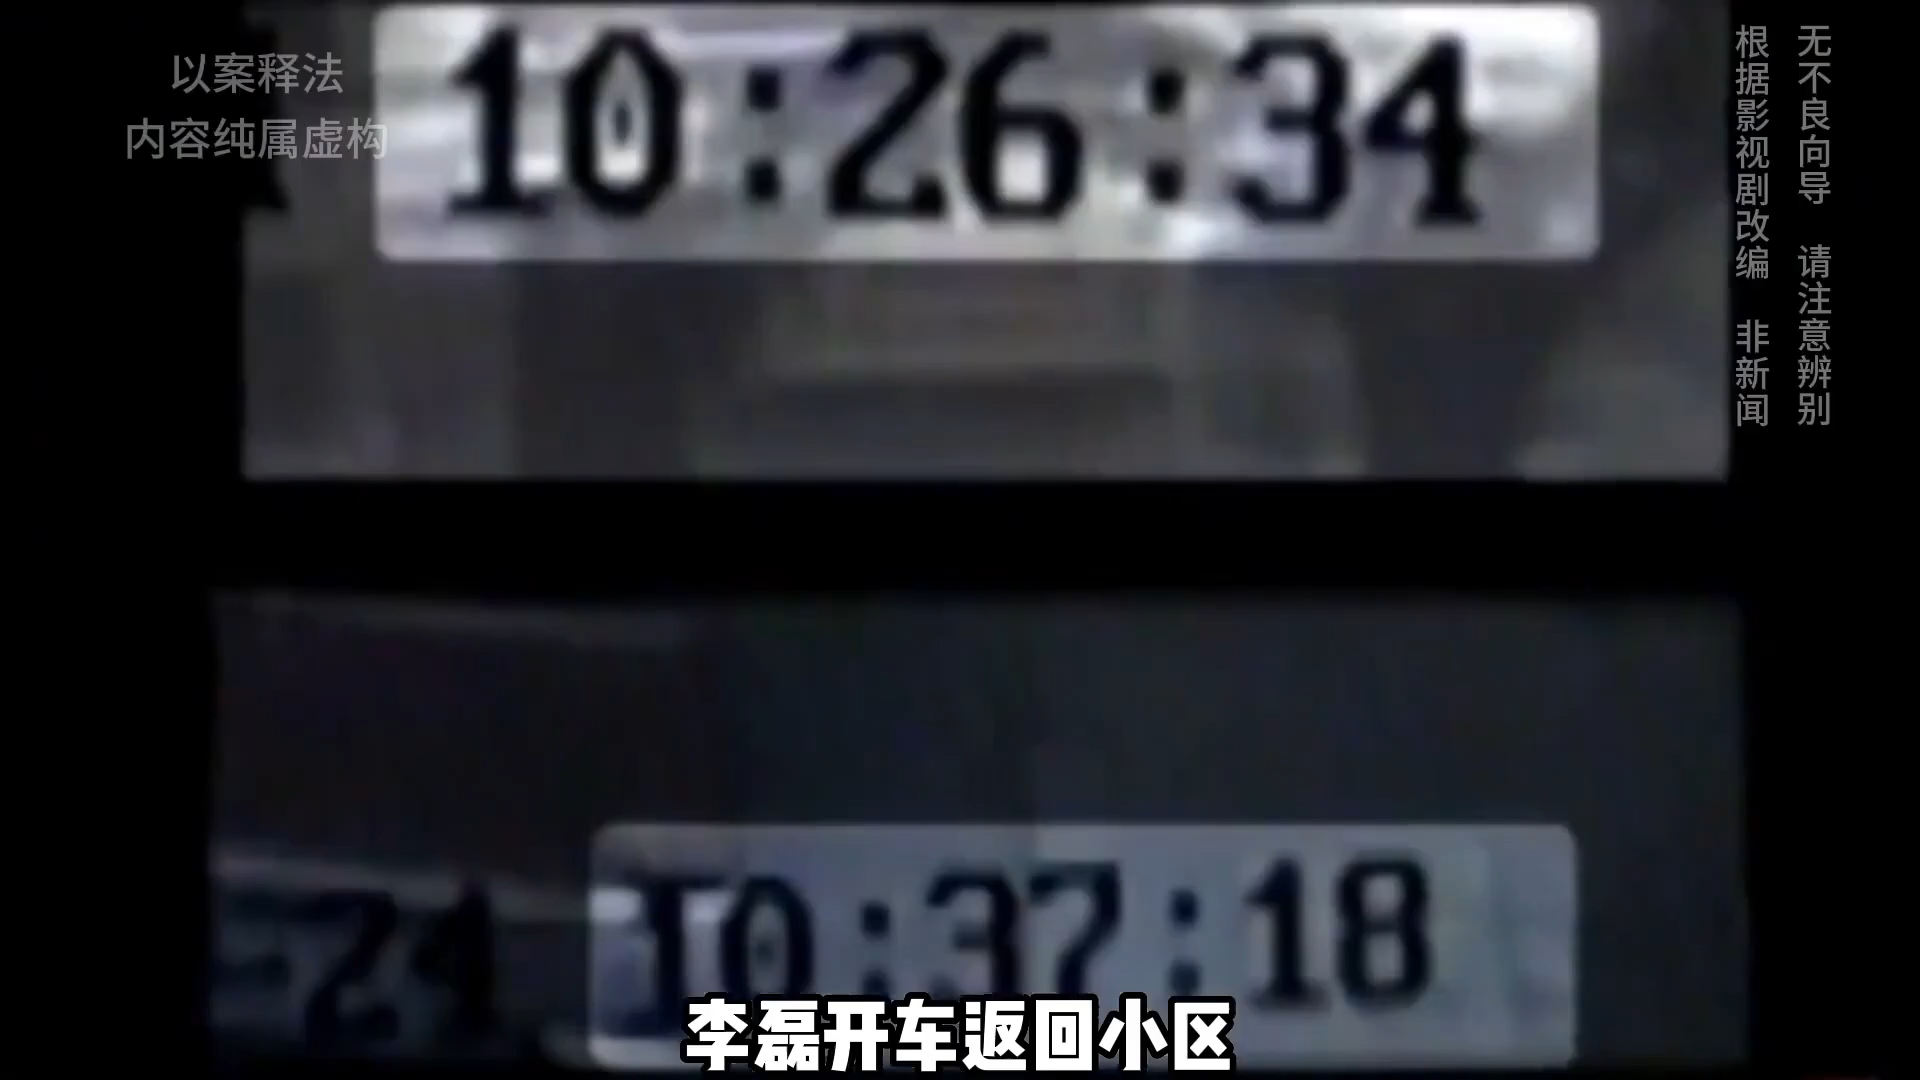 以案释法
内容纯属虚构
10:26:34
无不良向导 请注意辨别
根据影视剧改编 非新闻
24 10:37:18
李磊开车返回小区